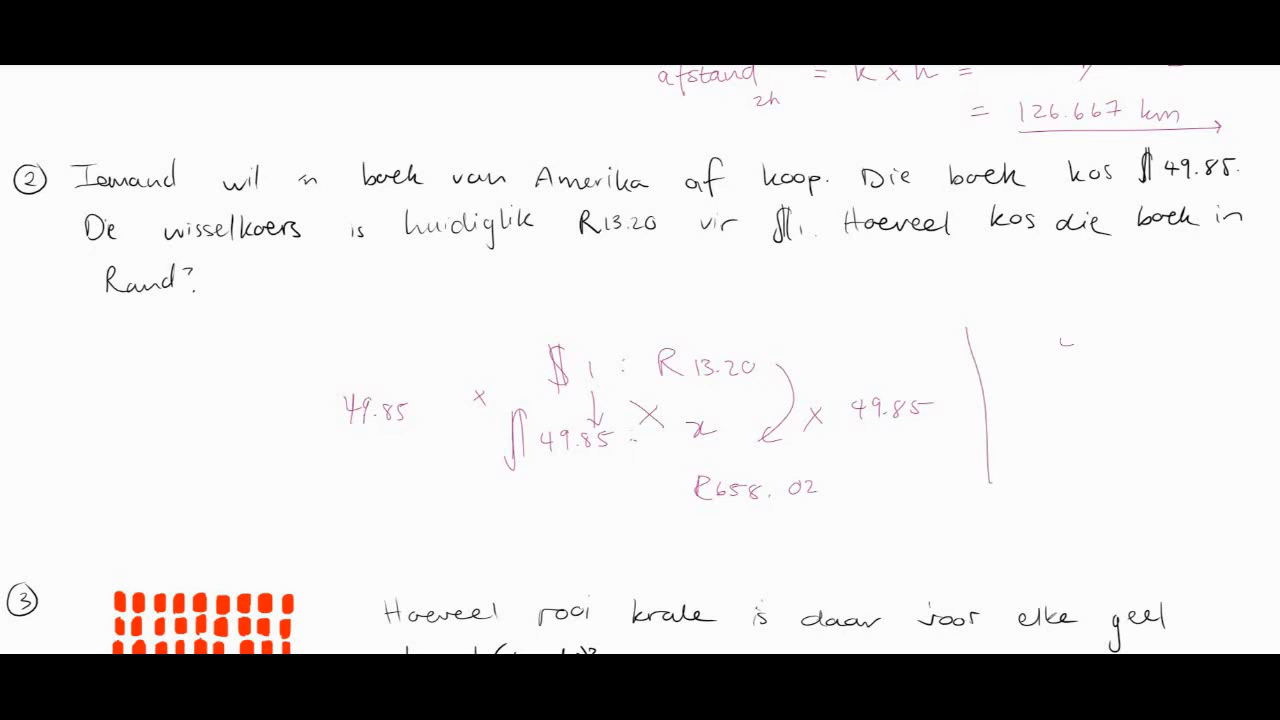 afstand = k x h =
2h
= 126.667 km
② Iemand wil 'n boek van Amerika af koop. Die boek kos $ 49.85.
De wisselkoers is huidiglik R13.20 vir $1. Hoeveel kos die boek in
Rand?
$ 1 : R 13.20
49.85 x $ 49.85 : x x 49.85
R658.02
③ Hoeveel rooi krale is daar voor elke geel